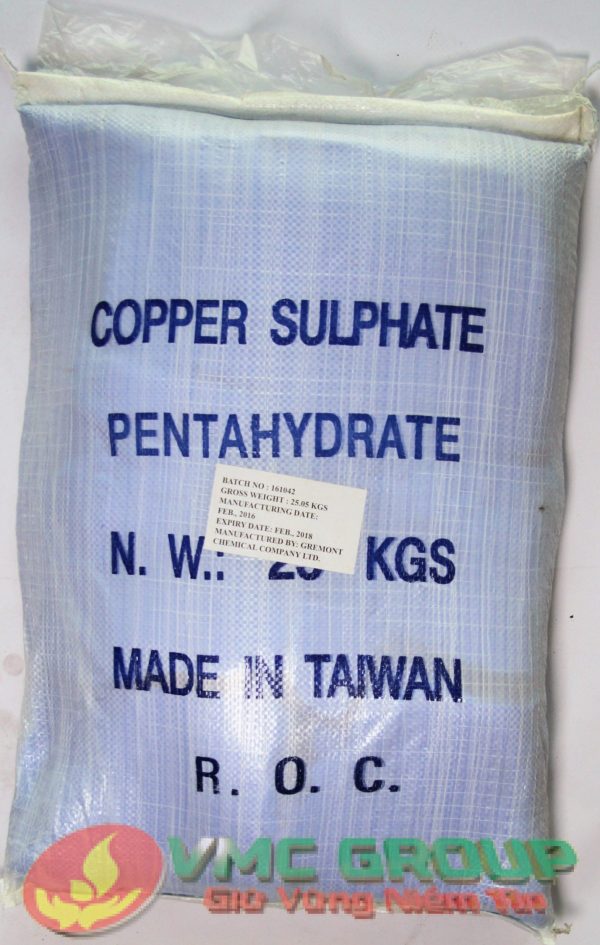 COPPER SULPHATE
PENTAHYDRATE
BATCH NO : 161042
GROSS WEIGHT : 25.05 KGS
MANUFACTURING DATE:
FEB., 2016
EXPIRY DATE: FEB., 2018
MANUFACTURED BY: GREMONT
CHEMICAL COMPANY LTD.
N. W.: 25 KGS
MADE IN TAIWAN
R. O. C.
VMC GROUP
Giữ Vững Niềm Tin